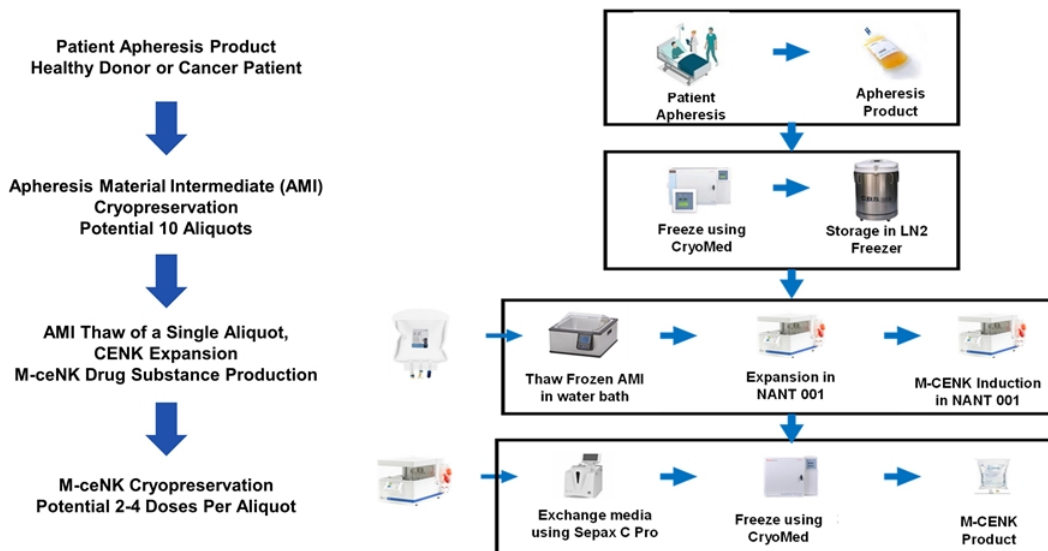 Patient Apheresis Product
Healthy Donor or Cancer Patient
Apheresis Material Intermediate (AMI)
Cryopreservation
Potential 10 Aliquots
AMI Thaw of a Single Aliquot,
CENK Expansion
M-ceNK Drug Substance Production
M-ceNK Cryopreservation
Potential 2-4 Doses Per Aliquot
Patient
Apheresis
Apheresis
Product
Freeze using
CryoMed
Storage in LN2
Freezer
Thaw Frozen AMI
in water bath
Expansion in
NANT 001
M-CENK Induction
in NANT 001
Exchange media
using Sepax C Pro
Freeze using
CryoMed
M-CENK
Product